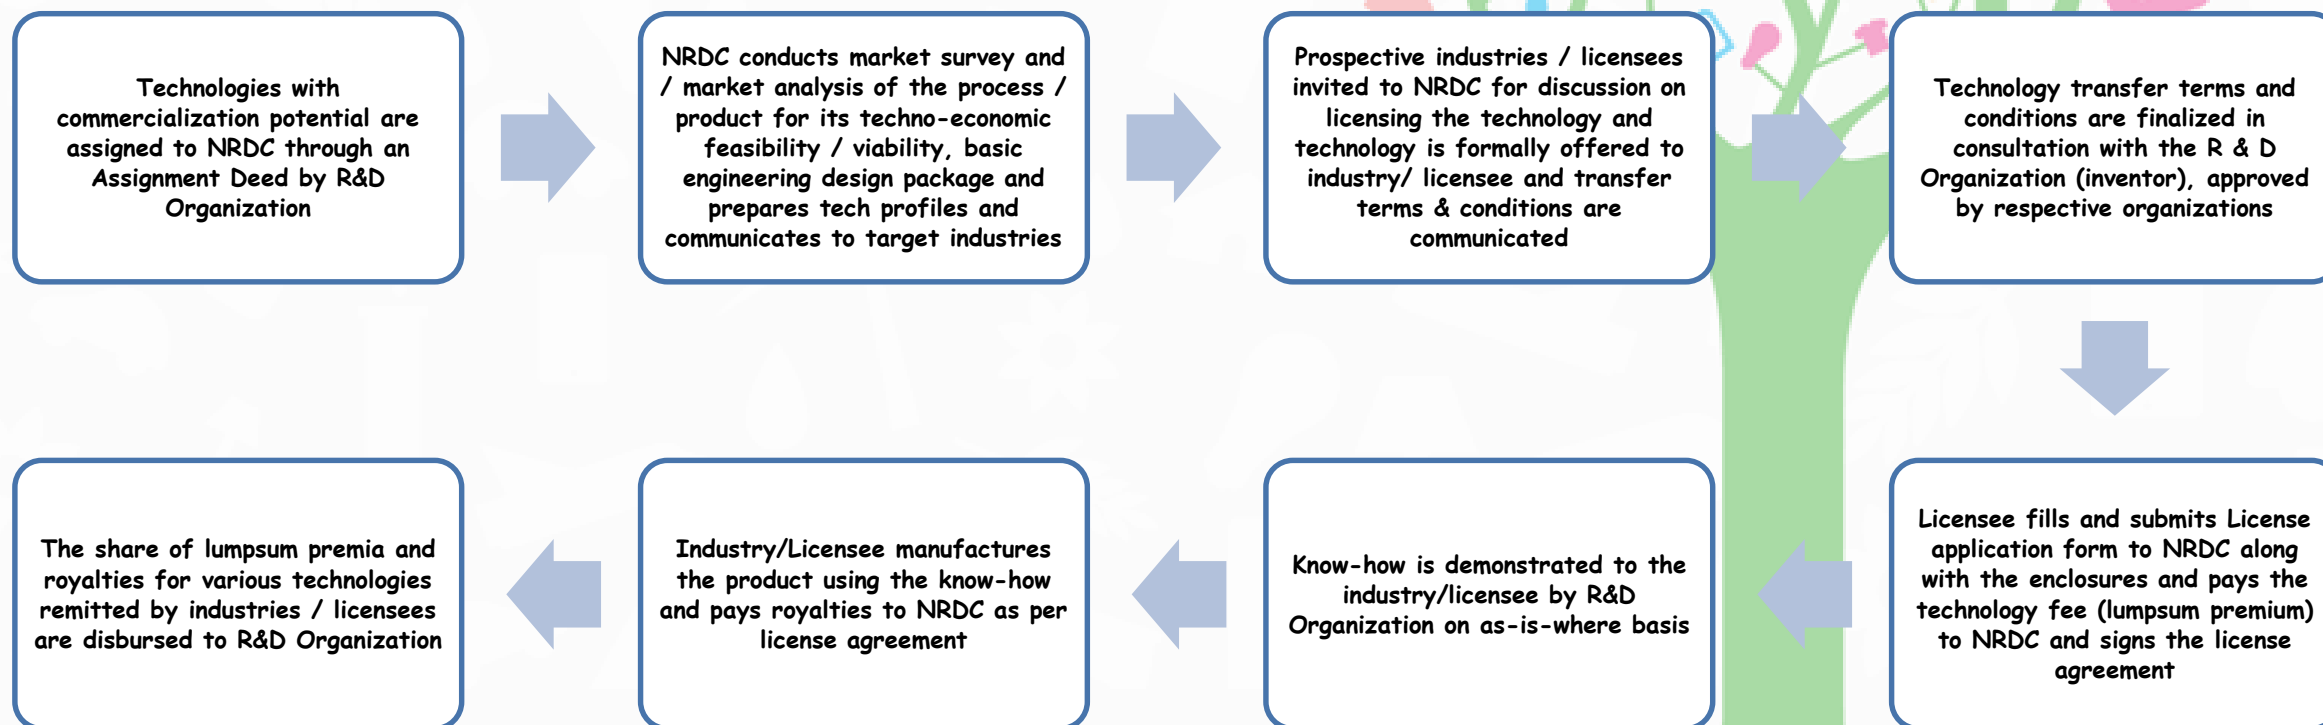 Technologies with
commercialization potential are
assigned to NRDC through an
Assignment Deed by R&D
Organization
NRDC conducts market survey and
/ market analysis of the process /
product for its techno-economic
feasibility / viability, basic
engineering design package and
prepares tech profiles and
communicates to target industries
Prospective industries / licensees
invited to NRDC for discussion on
licensing the technology and
technology is formally offered to
industry/ licensee and transfer
terms & conditions are
communicated
Technology transfer terms and
conditions are finalized in
consultation with the R & D
Organization (inventor), approved
by respective organizations
Licensee fills and submits License
application form to NRDC along
with the enclosures and pays the
technology fee (lumpsum premium)
to NRDC and signs the license
agreement
Know-how is demonstrated to the
industry/licensee by R&D
Organization on as-is-where basis
Industry/Licensee manufactures
the product using the know-how
and pays royalties to NRDC as per
license agreement
The share of lumpsum premia and
royalties for various technologies
remitted by industries / licensees
are disbursed to R&D Organization